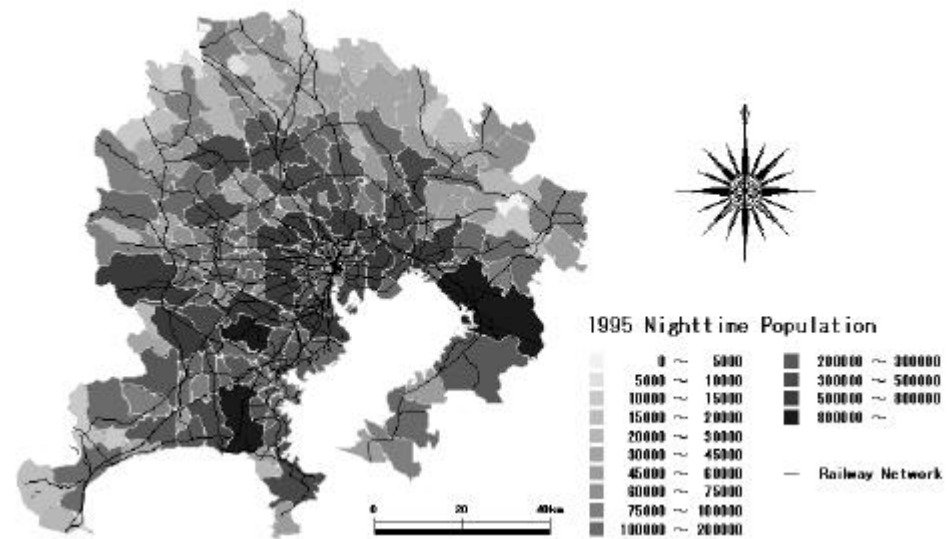 1995 Nighttime Population
0 ~ 5000
5000 ~ 10000
10000 ~ 15000
15000 ~ 20000
20000 ~ 30000
30000 ~ 45000
45000 ~ 60000
60000 ~ 75000
75000 ~ 100000
100000 ~ 200000
200000 ~ 300000
300000 ~ 500000
500000 ~ 800000
800000 ~
Railway Network
0 20 40km